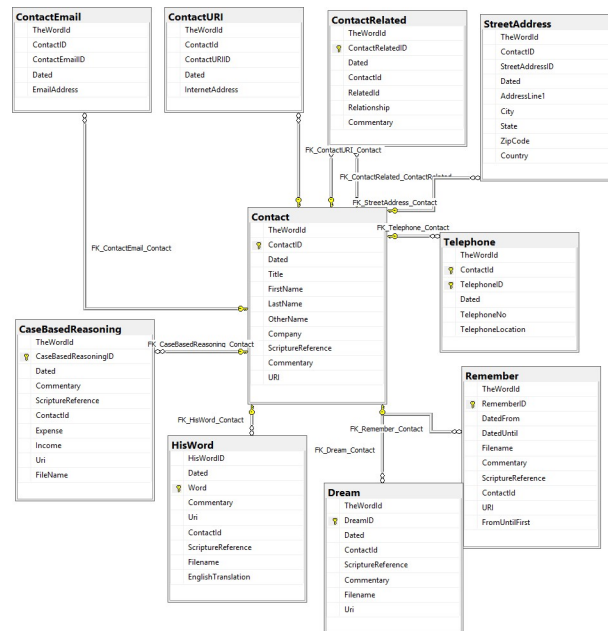 ContactEmail
TheWordId
ContactID
ContactEmailID
Dated
EmailAddress
ContactURI
TheWordId
ContactId
ContactURIID
Dated
InternetAddress
ContactRelated
TheWordId
ContactRelatedID
Dated
ContactId
RelatedId
Relationship
Commentary
StreetAddress
TheWordId
ContactID
StreetAddressID
Dated
AddressLine1
City
State
ZipCode
Country
FK_ContactURI_Contact
FK_ContactRelated_ContactRelated
FK_StreetAddress_Contact
FK_Telephone_Contact
FK_ContactEmail_Contact
Contact
TheWordId
ContactID
Dated
Title
FirstName
LastName
OtherName
Company
ScriptureReference
Commentary
URI
Telephone
TheWordId
ContactId
TelephoneID
Dated
TelephoneNo
TelephoneLocation
CaseBasedReasoning
TheWordId
CaseBasedReasoningID
Dated
Commentary
ScriptureReference
ContactId
Expense
Income
Uri
FileName
FK_CaseBasedReasoning_Contact
FK_HisWord_Contact
FK_Remember_Contact
FK_Dream_Contact
Remember
TheWordId
RememberID
DatedFrom
DatedUntil
Filename
Commentary
ScriptureReference
ContactId
URI
FromUntilFirst
HisWord
HisWordID
Dated
Word
Commentary
Uri
ContactId
ScriptureReference
Filename
EnglishTranslation
Dream
TheWordId
DreamID
Dated
ContactId
ScriptureReference
Commentary
Filename
Uri